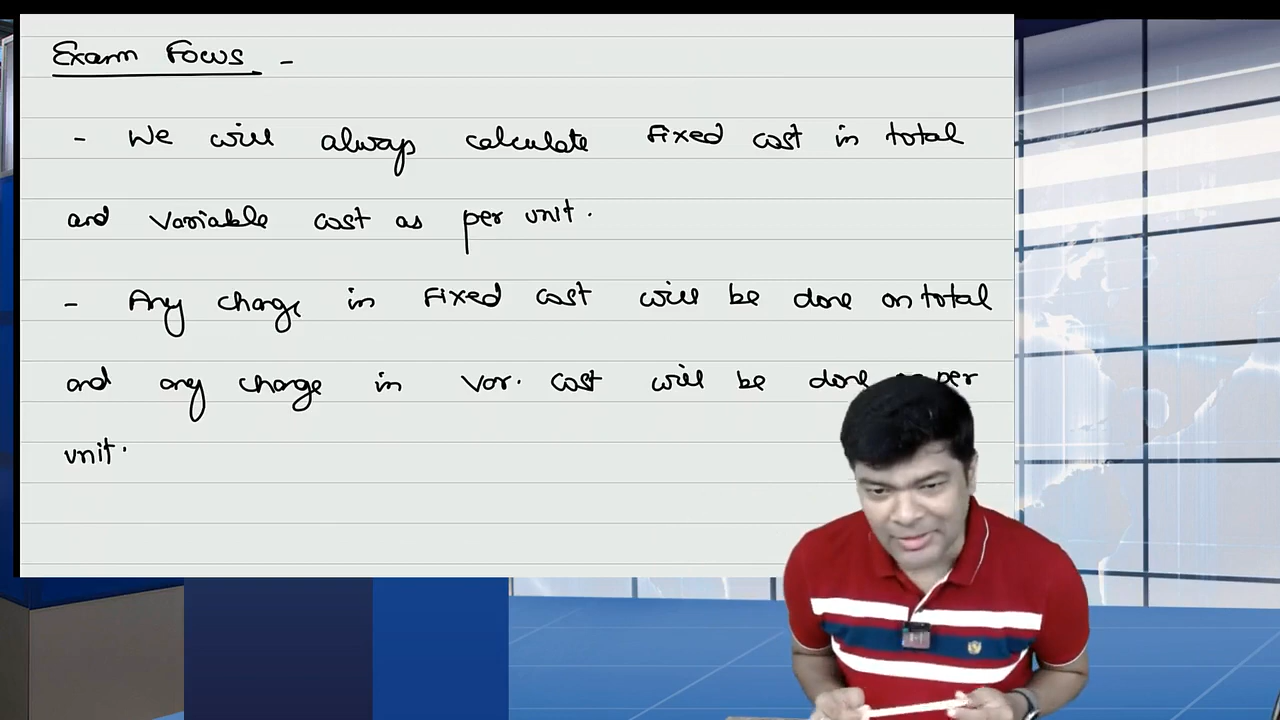 Exam Focus -
- We will always calculate Fixed cost in total
and Variable cost as per unit.
- Any change in Fixed cost will be done on total
and any change in Var. cost will be done per
unit.